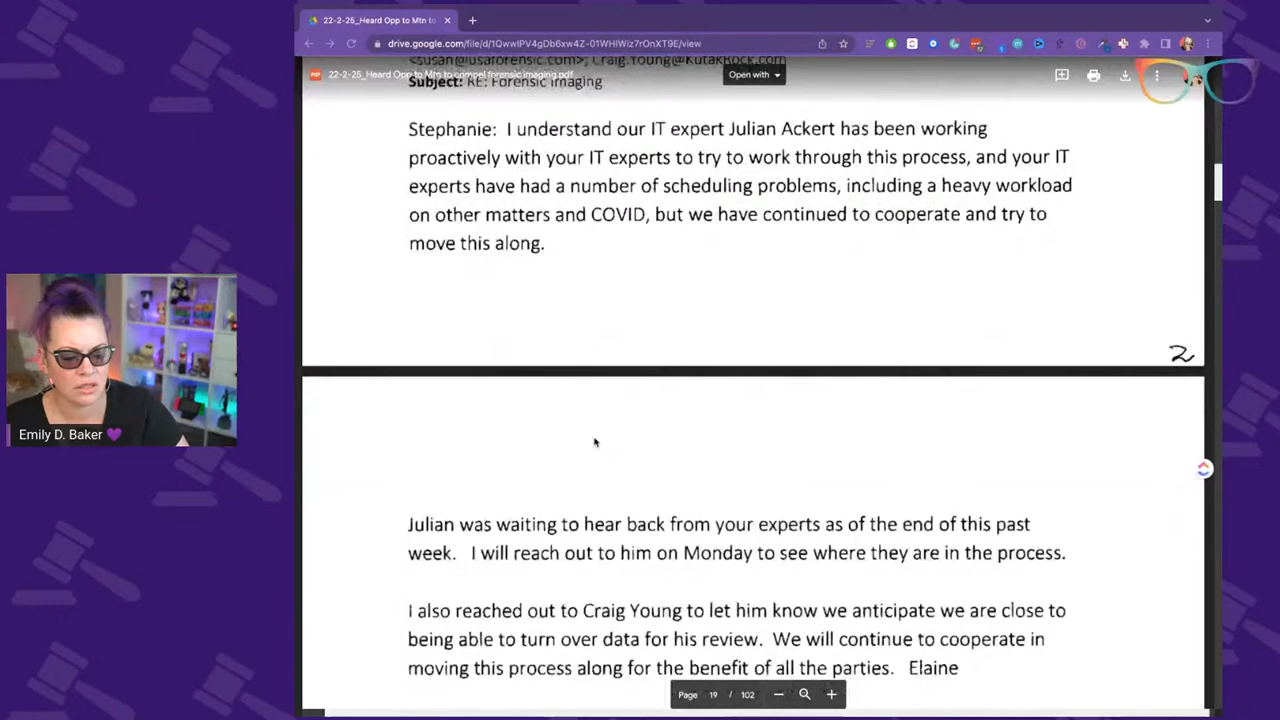 22-2-25_Heard Opp to Mtn to
drive.google.com/file/d/1QwwIPV4gDb6xw4Z-01WHlWiz7rOnXT9E/view
<susan@usaforensic.com>; Craig.Young@KutakRock.com
22-2-25_Heard Opp to Mtn to compel forensic imaging.pdf
Open with
Subject: RE: Forensic imaging
Stephanie: I understand our IT expert Julian Ackert has been working
proactively with your IT experts to try to work through this process, and your IT
experts have had a number of scheduling problems, including a heavy workload
on other matters and COVID, but we have continued to cooperate and try to
move this along.
2
Emily D. Baker 💜
Julian was waiting to hear back from your experts as of the end of this past
week. I will reach out to him on Monday to see where they are in the process.
I also reached out to Craig Young to let him know we anticipate we are close to
being able to turn over data for his review. We will continue to cooperate in
moving this process along for the benefit of all the parties. Elaine
Page 19 / 102